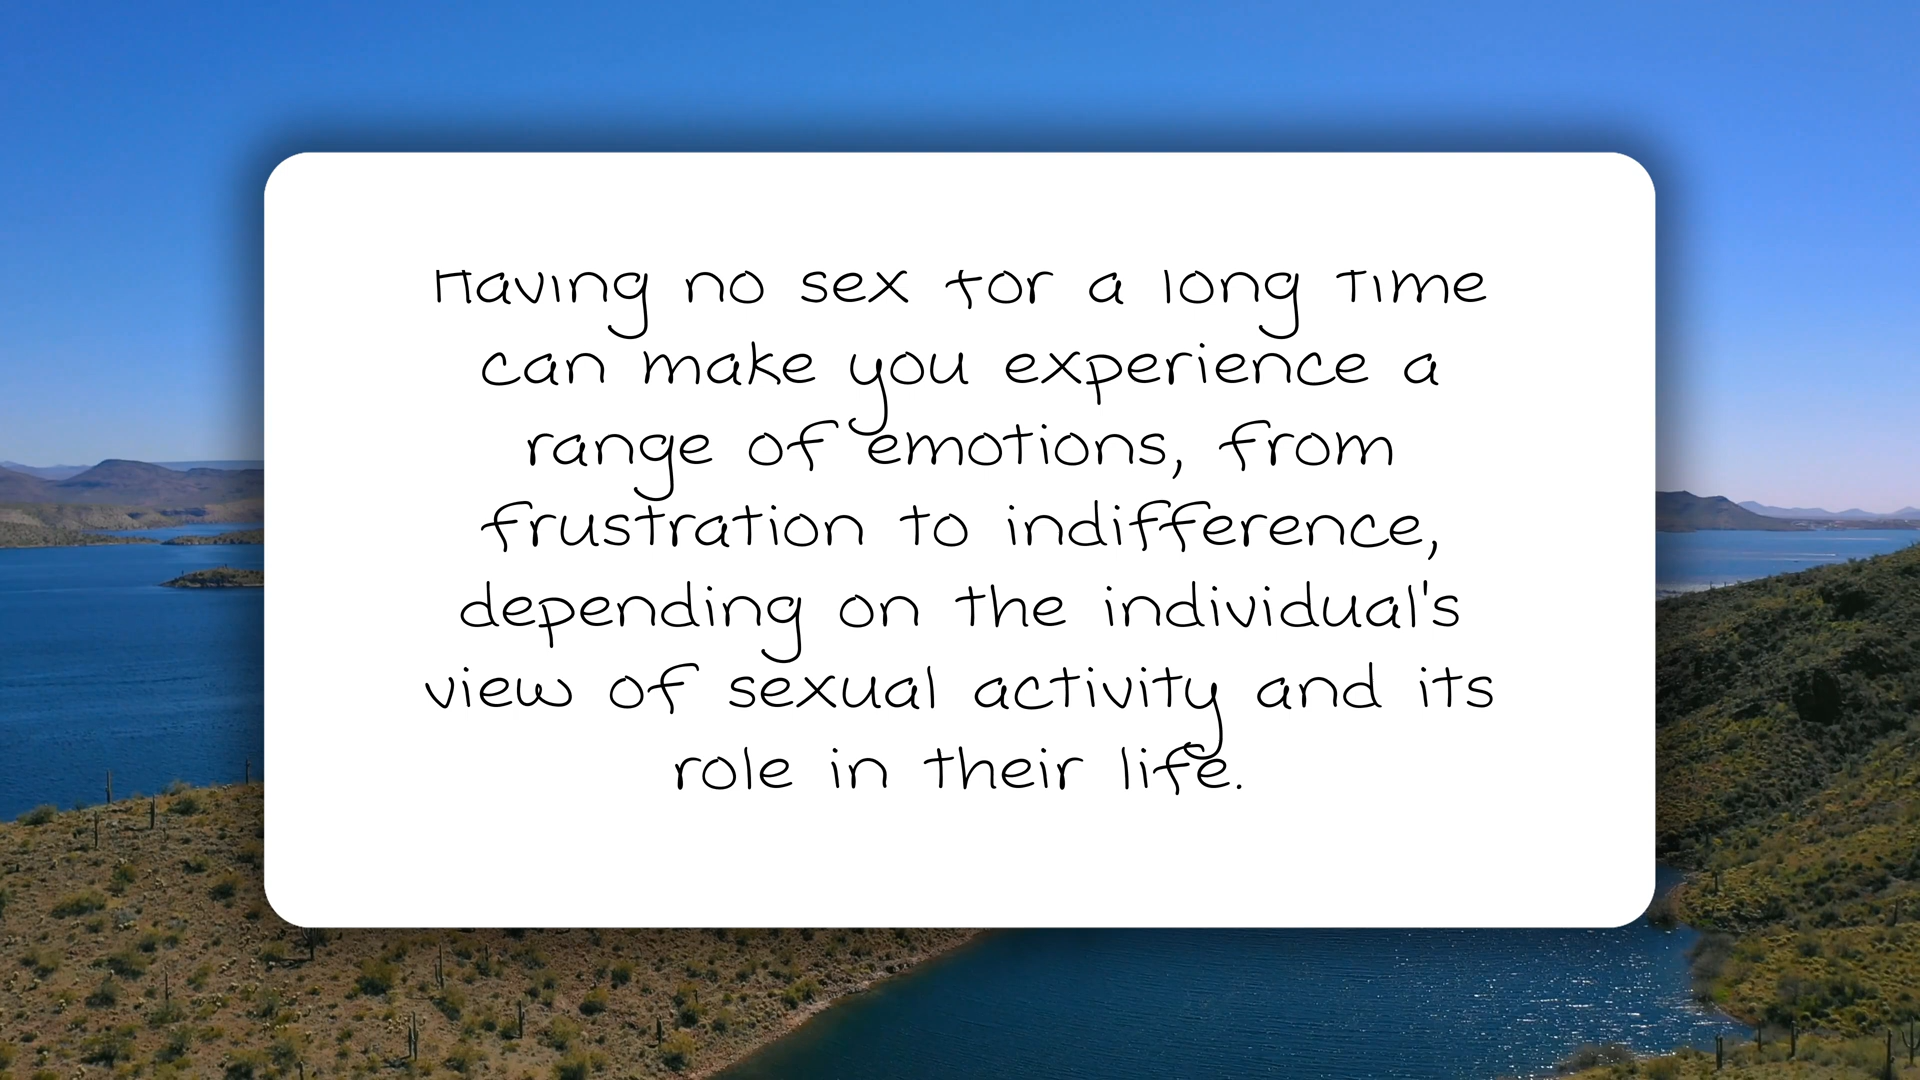 Having no sex for a long time
can make you experience a
range of emotions, from
frustration to indifference,
depending on the individual's
view of sexual activity and its
role in their life.